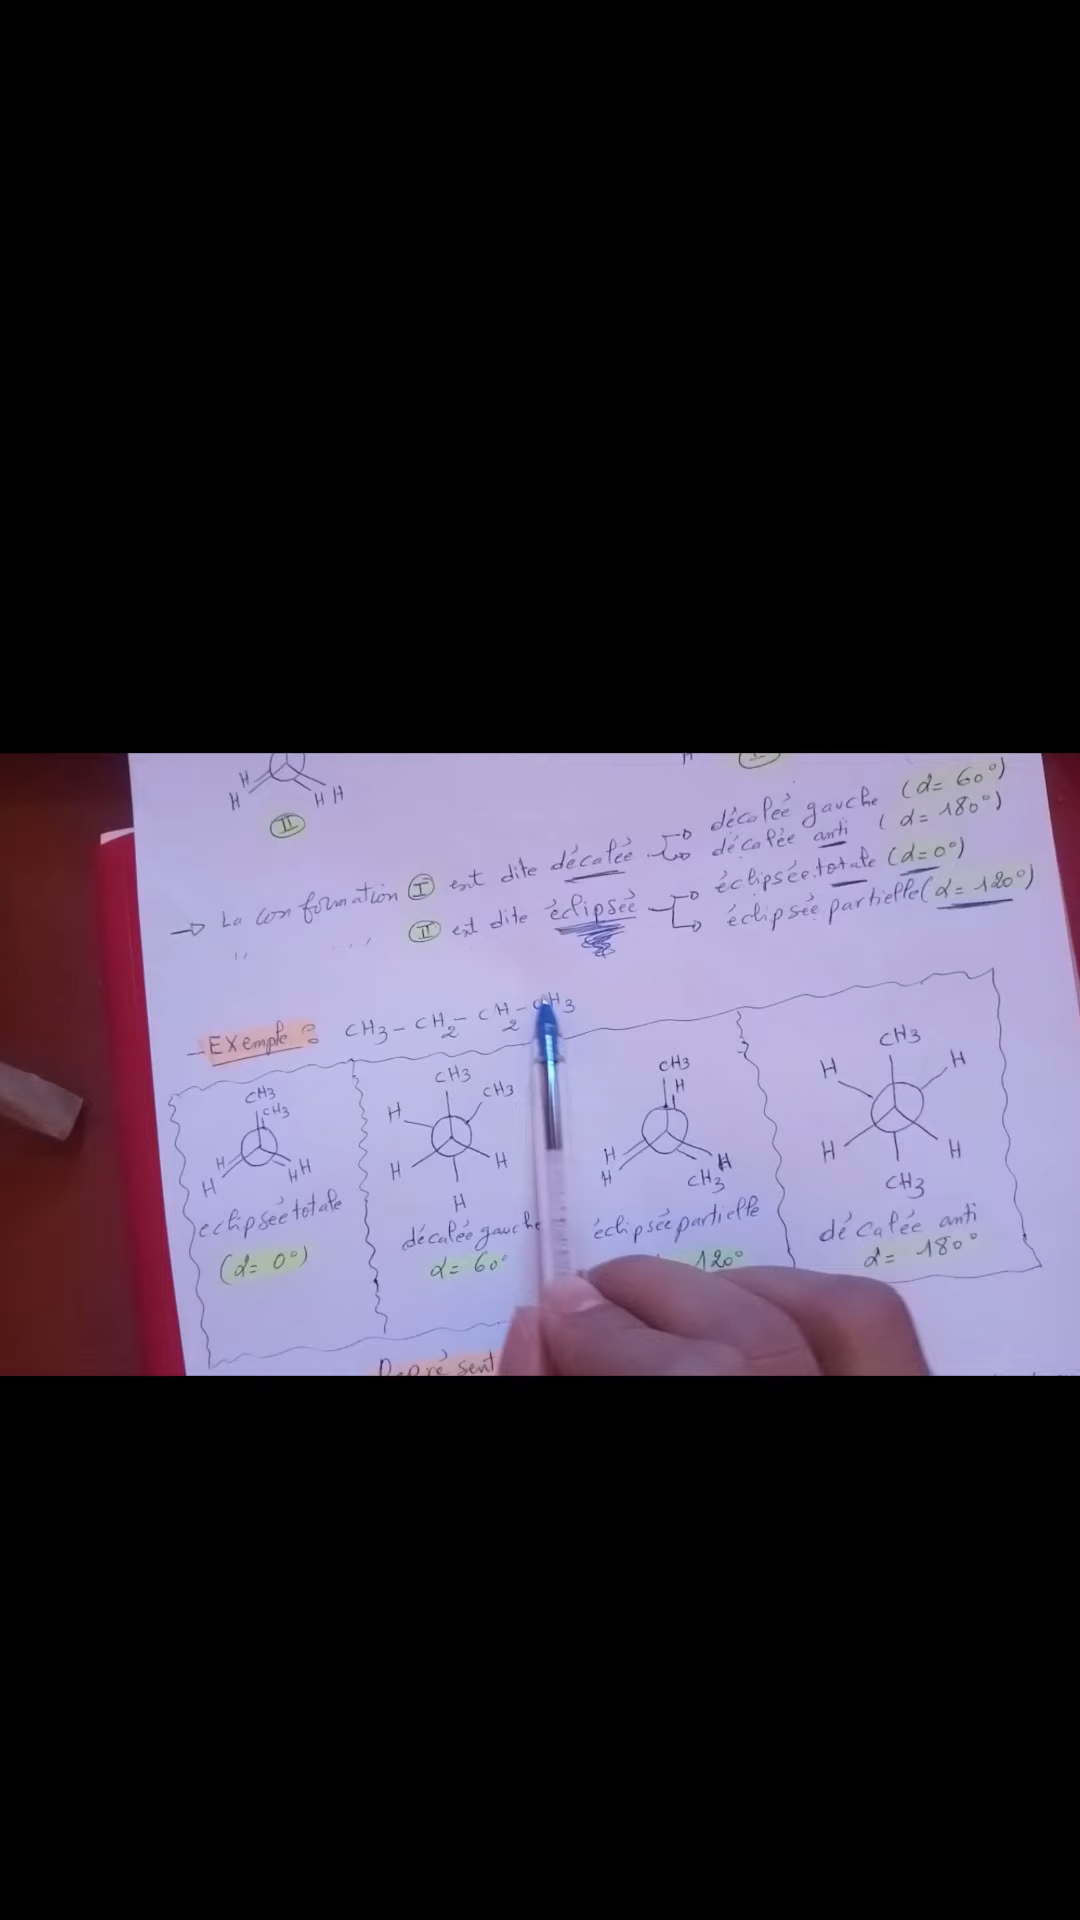 H
H
H H
II
H
→ La conformation I est dite décalée → décalée gauche (α= 60°)
→ décalée anti (α= 180°)
" ... II est dite éclipsée → éclipsée totale (α=0°)
→ éclipsée partielle (α= 120°)
- EXemple : CH3 - CH2 - CH2 - CH3
CH3
CH3
H
H
H H
eclipsée totale
(α= 0°)
CH3
CH3
H
H
H
H
décalée gauche
α= 60°
CH3
H
H
H
H
CH3
éclipsée partielle
120°
CH3
H
H
H
H
CH3
décalée anti
α= 180°